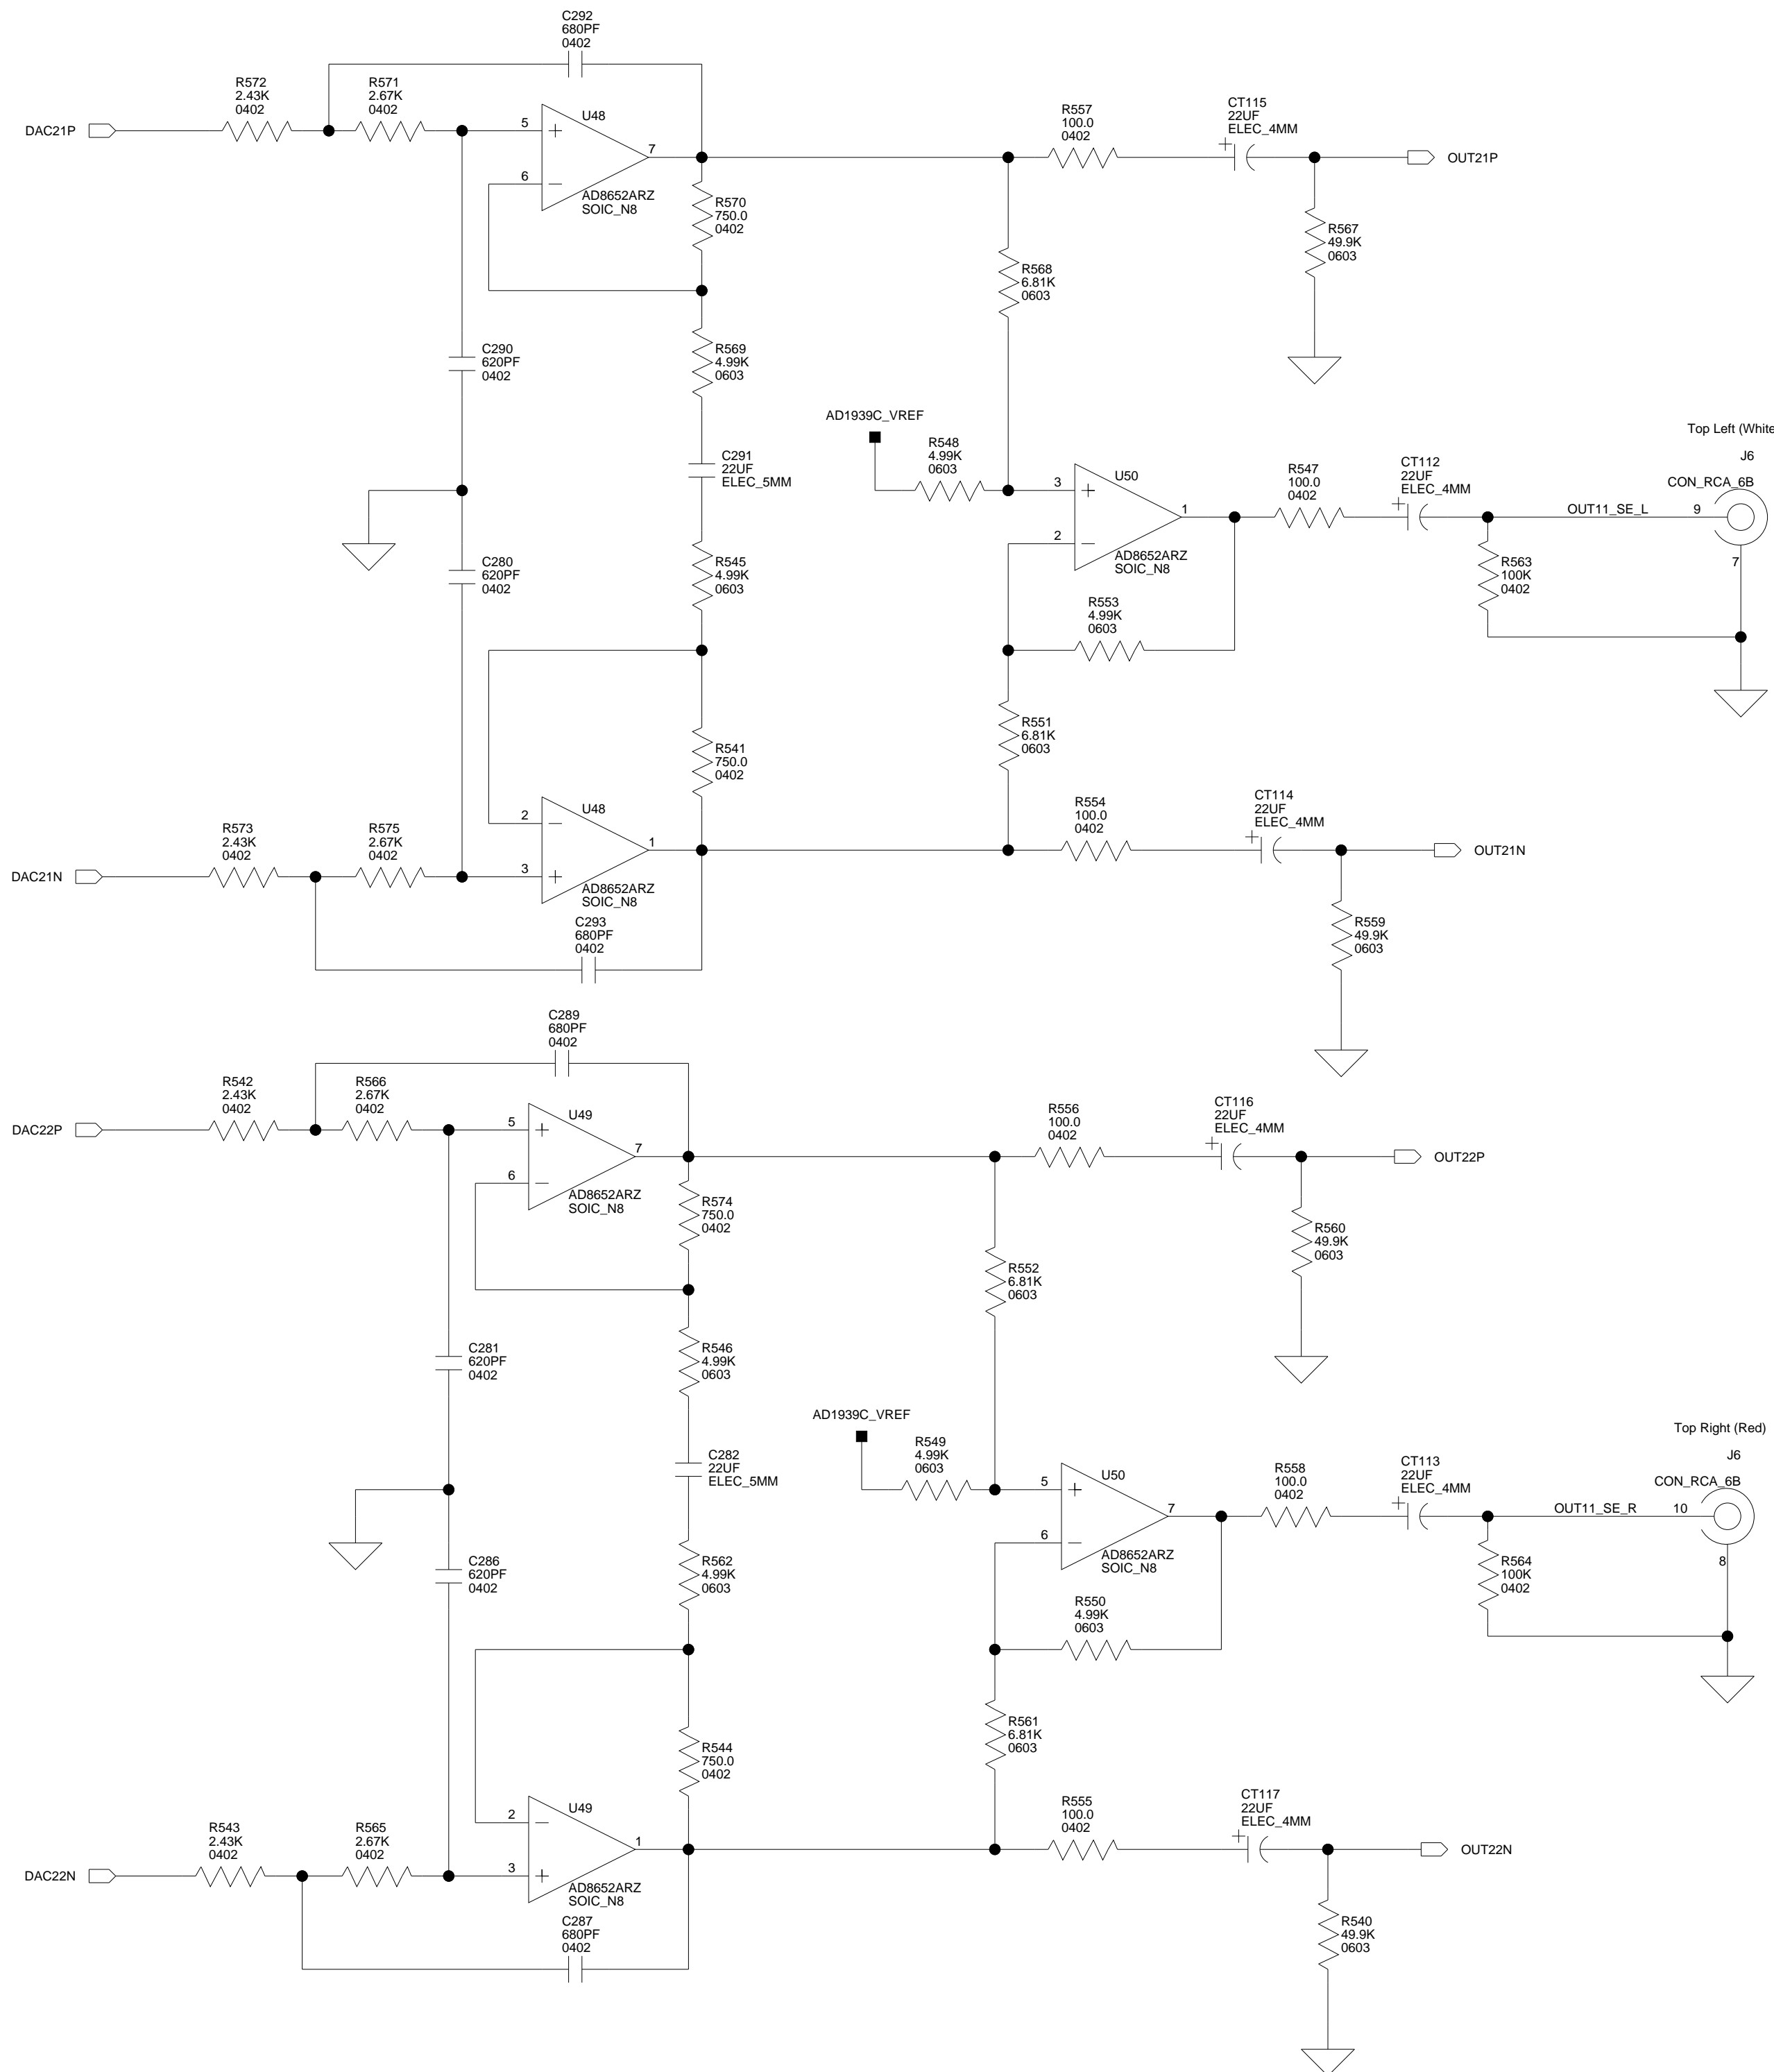 C292
680PF
0402
R572
2.43K
0402
R571
2.67K
0402
DAC21P
5
6
7
U48
AD8652ARZ
SOIC_N8
R570
750.0
0402
R557
100.0
0402
CT115
22UF
ELEC_4MM
OUT21P
R567
49.9K
0603
R568
6.81K
0603
C290
620PF
0402
R569
4.99K
0603
C291
22UF
ELEC_5MM
AD1939C_VREF
R548
4.99K
0603
3
2
1
U50
AD8652ARZ
SOIC_N8
R547
100.0
0402
CT112
22UF
ELEC_4MM
Top Left (White
J6
CON_RCA_6B
OUT11_SE_L
9
7
R563
100K
0402
C280
620PF
0402
R545
4.99K
0603
R553
4.99K
0603
R551
6.81K
0603
R541
750.0
0402
R573
2.43K
0402
R575
2.67K
0402
DAC21N
2
3
1
U48
AD8652ARZ
SOIC_N8
C293
680PF
0402
R554
100.0
0402
CT114
22UF
ELEC_4MM
OUT21N
R559
49.9K
0603
C289
680PF
0402
R542
2.43K
0402
R566
2.67K
0402
DAC22P
5
6
7
U49
AD8652ARZ
SOIC_N8
R574
750.0
0402
R556
100.0
0402
CT116
22UF
ELEC_4MM
OUT22P
R560
49.9K
0603
R552
6.81K
0603
C281
620PF
0402
R546
4.99K
0603
C282
22UF
ELEC_5MM
AD1939C_VREF
R549
4.99K
0603
5
6
7
U50
AD8652ARZ
SOIC_N8
R558
100.0
0402
CT113
22UF
ELEC_4MM
Top Right (Red)
J6
CON_RCA_6B
OUT11_SE_R
10
8
R564
100K
0402
C286
620PF
0402
R562
4.99K
0603
R550
4.99K
0603
R561
6.81K
0603
R544
750.0
0402
R543
2.43K
0402
R565
2.67K
0402
DAC22N
2
3
1
U49
AD8652ARZ
SOIC_N8
C287
680PF
0402
R555
100.0
0402
CT117
22UF
ELEC_4MM
OUT22N
R540
49.9K
0603